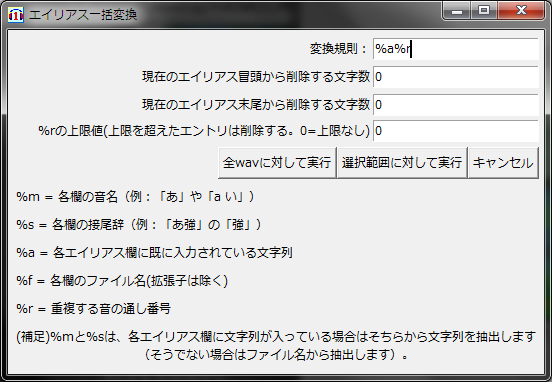 エイリアス一括変換
変換規則： %a%r
現在のエイリアス冒頭から削除する文字数 0
現在のエイリアス末尾から削除する文字数 0
%rの上限値(上限を超えたエントリは削除する。0=上限なし) 0
全wavに対して実行 選択範囲に対して実行 キャンセル
%m = 各欄の音名（例：「あ」や「a い」）
%s = 各欄の接尾辞（例：「あ強」の「強」）
%a = 各エイリアス欄に既に入力されている文字列
%f = 各欄のファイル名(拡張子は除く)
%r = 重複する音の通し番号
(補足)%mと%sは、各エイリアス欄に文字列が入っている場合はそちらから文字列を抽出します
（そうでない場合はファイル名から抽出します）。